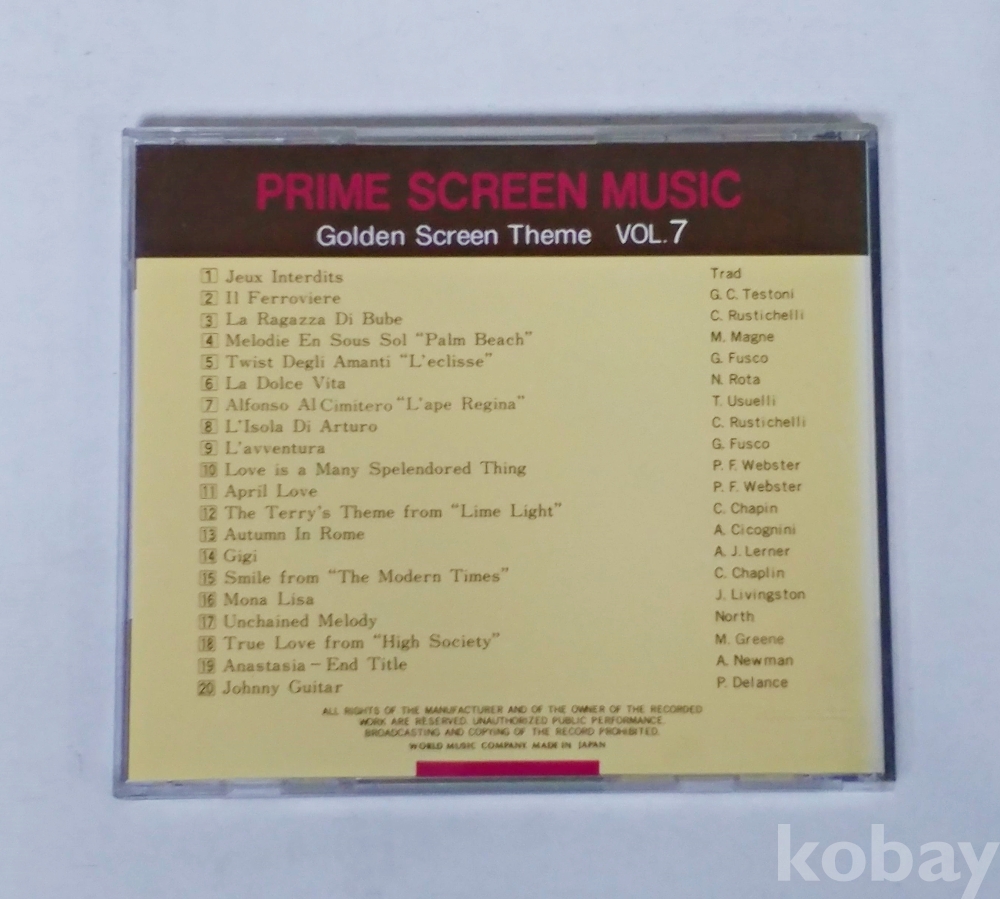 PRIME SCREEN MUSIC
Golden Screen Theme VOL.7
1 Jeux Interdits Trad
2 Il Ferroviere G. C. Testoni
3 La Ragazza Di Bube C. Rustichelli
4 Melodie En Sous Sol "Palm Beach" M. Magne
5 Twist Degli Amanti "L'eclisse" G. Fusco
6 La Dolce Vita N. Rota
7 Alfonso Al Cimitero "L'ape Regina" T. Usuelli
8 L'Isola Di Arturo C. Rustichelli
9 L'avventura G. Fusco
10 Love is a Many Spelendored Thing P. F. Webster
11 April Love P. F. Webster
12 The Terry's Theme from "Lime Light" C. Chapin
13 Autumn In Rome A. Cicognini
14 Gigi A. J. Lerner
15 Smile from "The Modern Times" C. Chaplin
16 Mona Lisa J. Livingston
17 Unchained Melody North
18 True Love from "High Society" M. Greene
19 Anastasia – End Title A. Newman
20 Johnny Guitar P. Delance
ALL RIGHTS OF THE MANUFACTURER AND OF THE OWNER OF THE RECORDED
WORK ARE RESERVED. UNAUTHORIZED PUBLIC PERFORMANCE.
BROADCASTING AND COPYING OF THE RECORD PROHIBITED.
WORLD MUSIC COMPANY. MADE IN JAPAN
kobay